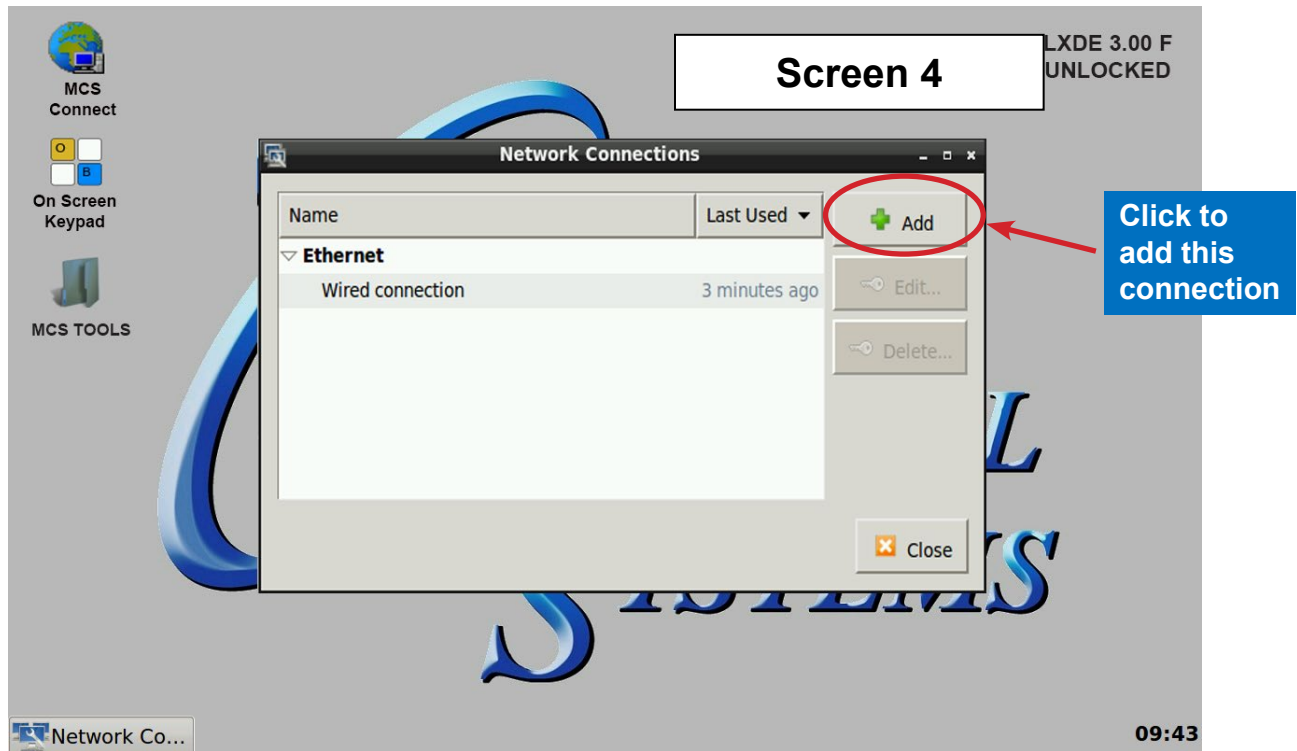 MCS
Connect
O
B
On Screen
Keypad
MCS TOOLS
Screen 4
LXDE 3.00 F
UNLOCKED
Network Connections
Name
Last Used
Add
Ethernet
Wired connection
3 minutes ago
Edit...
Delete...
Close
Click to
add this
connection
L
Network Co...
09:43